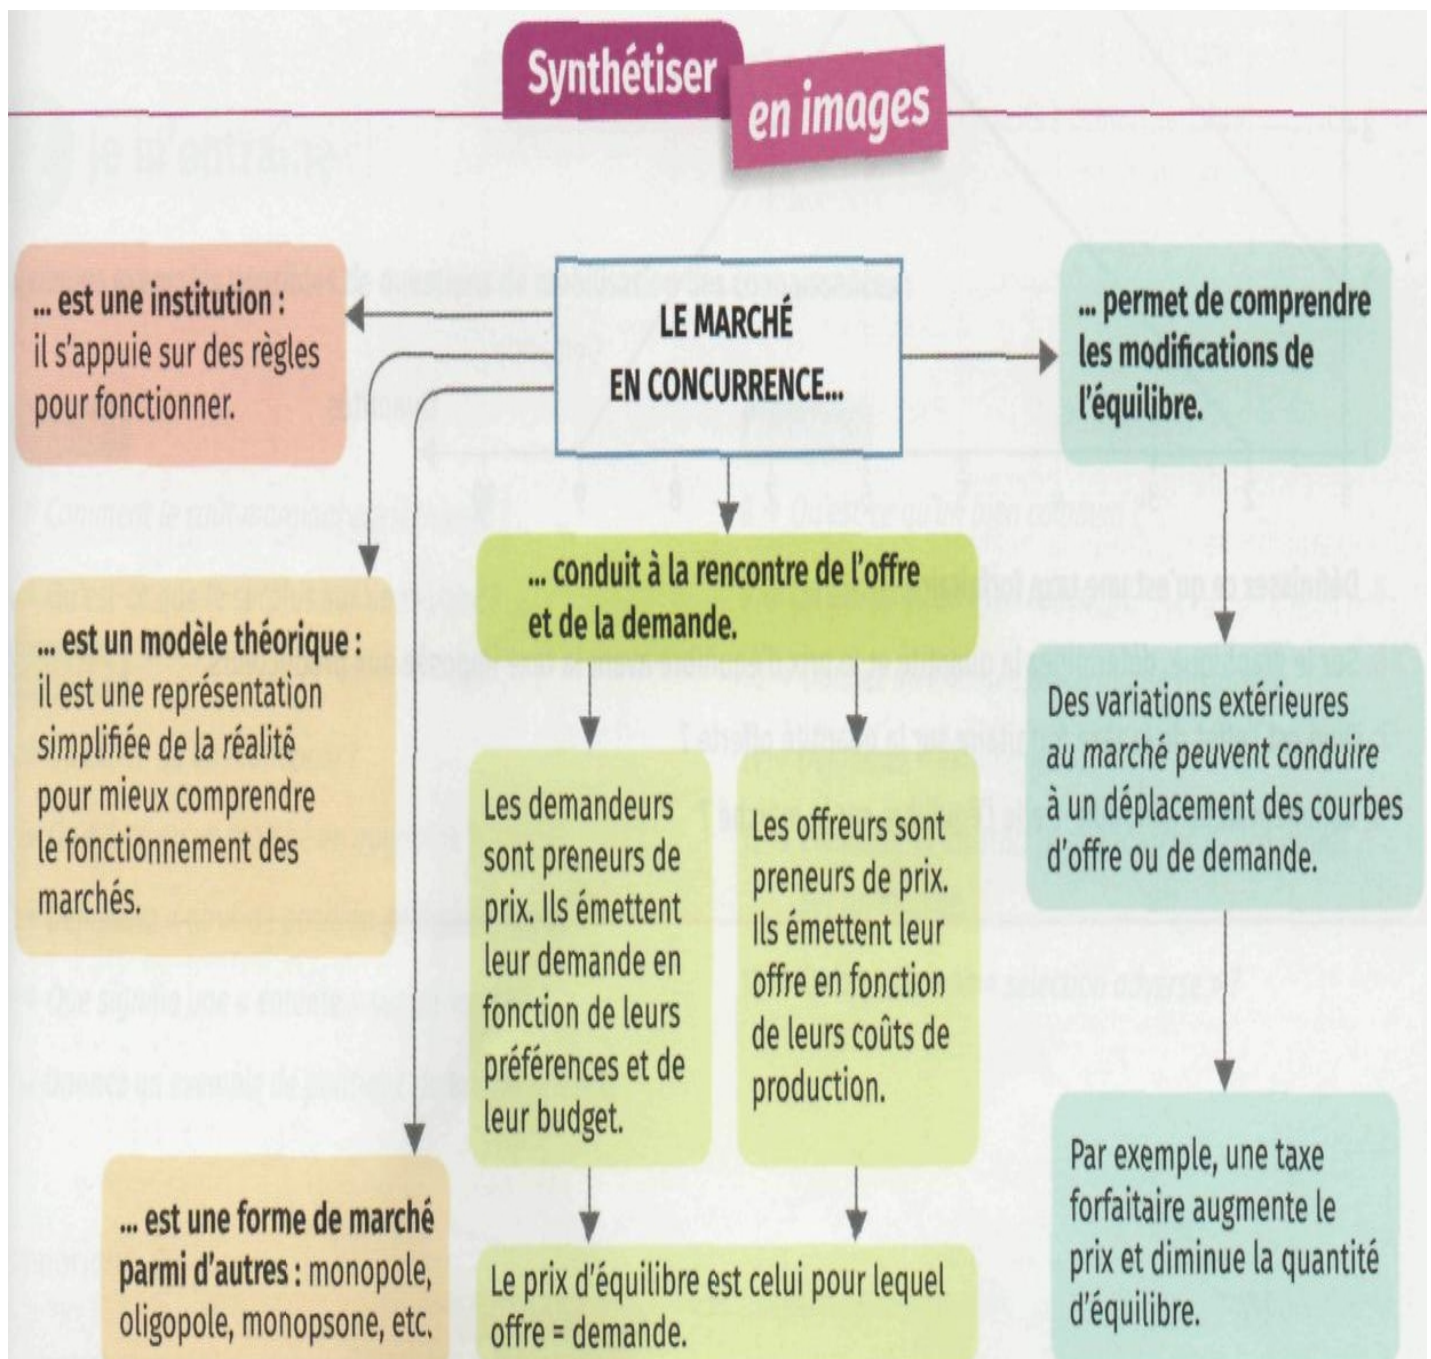 Synthétiser
en images
... est une institution :
il s'appuie sur des règles
pour fonctionner.
LE MARCHÉ
EN CONCURRENCE...
... permet de comprendre
les modifications de
l'équilibre.
... conduit à la rencontre de l'offre
et de la demande.
... est un modèle théorique :
il est une représentation
simplifiée de la réalité
pour mieux comprendre
le fonctionnement des
marchés.
Les demandeurs
sont preneurs de
prix. Ils émettent
leur demande en
fonction de leurs
préférences et de
leur budget.
Les offreurs sont
preneurs de prix.
Ils émettent leur
offre en fonction
de leurs coûts de
production.
Des variations extérieures
au marché peuvent conduire
à un déplacement des courbes
d'offre ou de demande.
... est une forme de marché
parmi d'autres : monopole,
oligopole, monopsone, etc.
Le prix d'équilibre est celui pour lequel
offre = demande.
Par exemple, une taxe
forfaitaire augmente le
prix et diminue la quantité
d'équilibre.